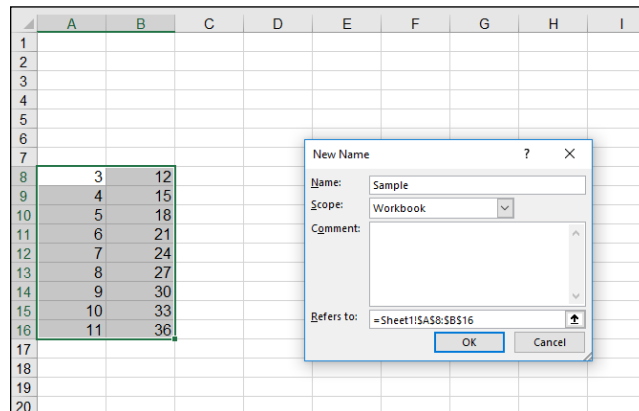 A B C D E F G H I
1
2
3
4
5
6
7
8 3 12
9 4 15
10 5 18
11 6 21
12 7 24
13 8 27
14 9 30
15 10 33
16 11 36
17
18
19
20
New Name ? ×
Name: Sample
Scope: Workbook
Comment:
Refers to: =Sheet1!$A$8:$B$16
OK Cancel